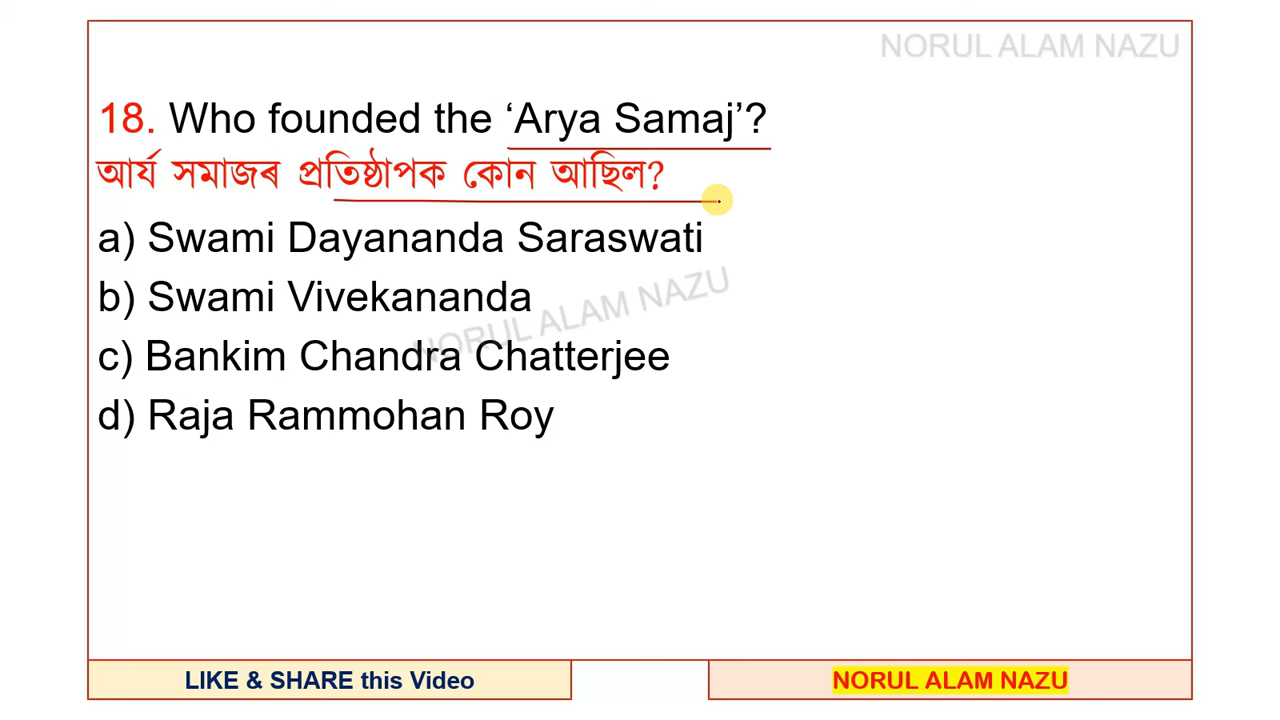 NORUL ALAM NAZU
18. Who founded the ‘Arya Samaj’?
আৰ্য সমাজৰ প্ৰতিষ্ঠাপক কোন আছিল?
a) Swami Dayananda Saraswati
b) Swami Vivekananda
NORUL ALAM NAZU
c) Bankim Chandra Chatterjee
d) Raja Rammohan Roy
LIKE & SHARE this Video
NORUL ALAM NAZU